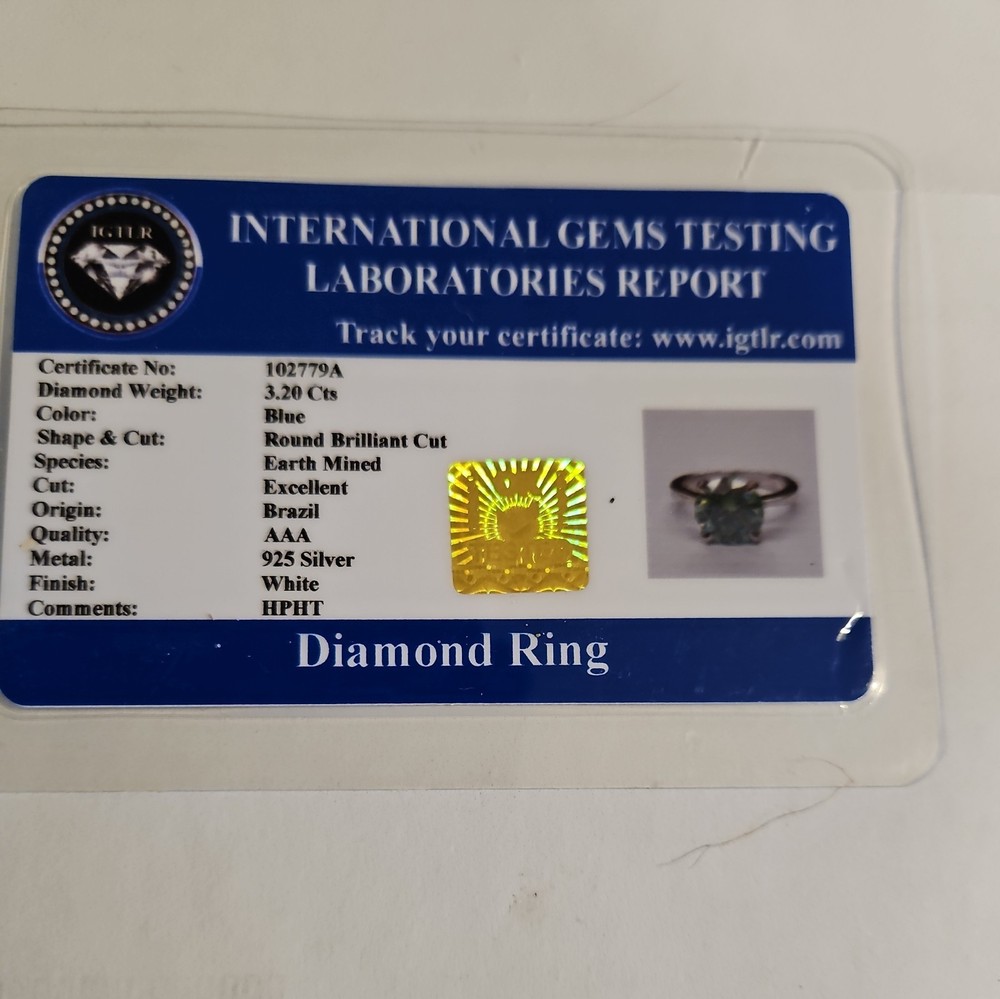 IGTLR
INTERNATIONAL GEMS TESTING
LABORATORIES REPORT
Track your certificate: www.igtlr.com
Certificate No: 102779A
Diamond Weight: 3.20 Cts
Color: Blue
Shape & Cut: Round Brilliant Cut
Species: Earth Mined
Cut: Excellent
Origin: Brazil
Quality: AAA
Metal: 925 Silver
Finish: White
Comments: HPHT
TESTED
Diamond Ring